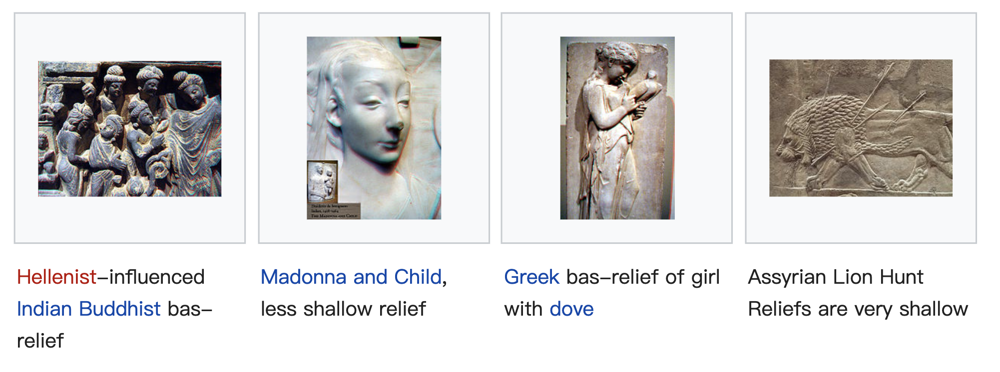 Desiderio da Settignano
Italian, 1428-1464
THE MADONNA AND CHILD
Hellenist–influenced
Indian Buddhist bas–
relief
Madonna and Child,
less shallow relief
Greek bas–relief of girl
with dove
Assyrian Lion Hunt
Reliefs are very shallow